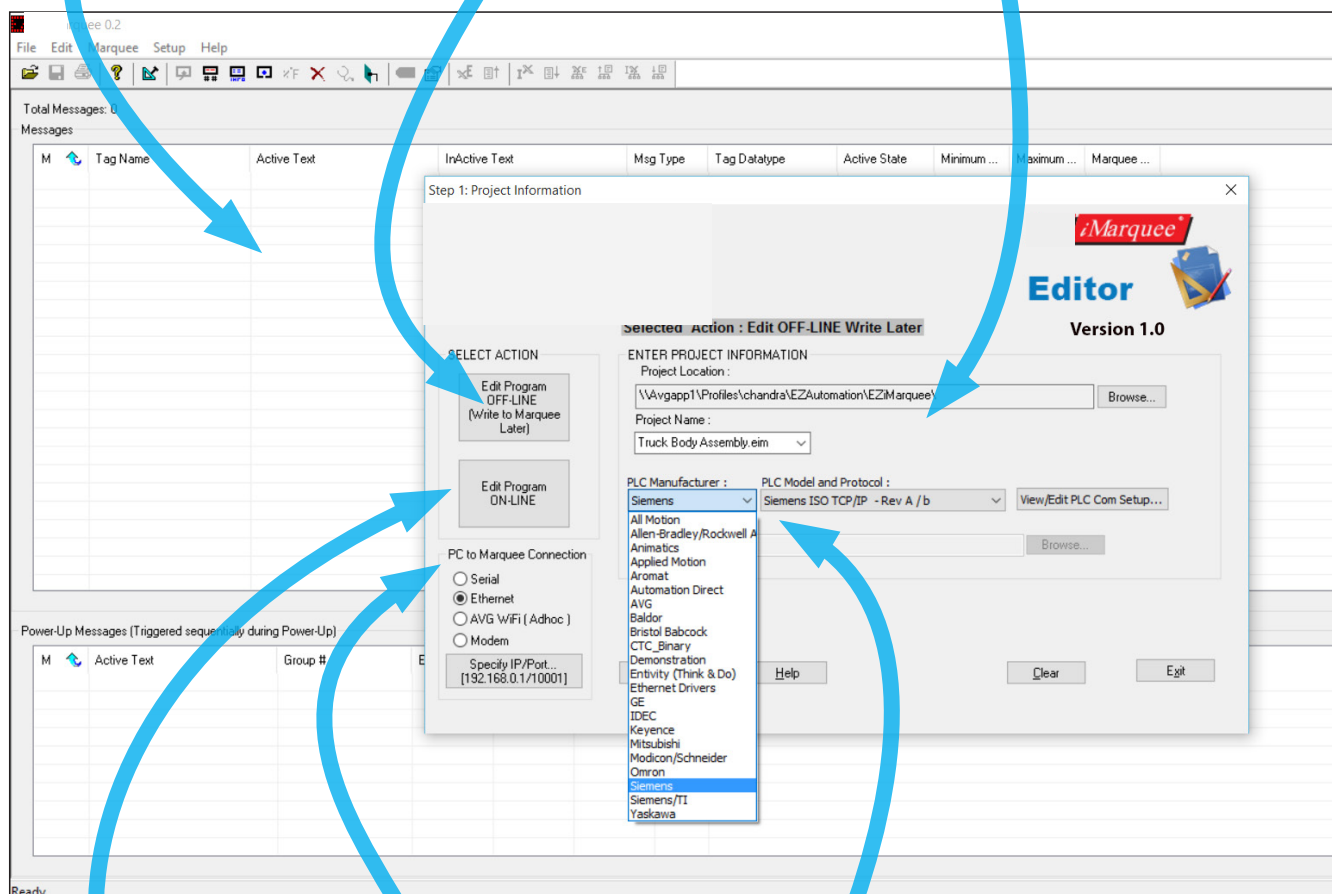 ee 0.2
File Edit Marquee Setup Help
Total Messages: 0
Messages
M Tag Name Active Text InActive Text Msg Type Tag Datatype Active State Minimum ... Maximum ... Marquee ...
Step 1: Project Information
iMarquee
Editor
Version 1.0
Selected Action : Edit OFF-LINE Write Later
SELECT ACTION
Edit Program
OFF-LINE
(Write to Marquee
Later)
Edit Program
ON-LINE
ENTER PROJECT INFORMATION
Project Location :
\\Avgapp1\Profiles\chandra\EZAutomation\EZiMarquee\
Browse...
Project Name :
Truck Body Assembly.eim
PLC Manufacturer : PLC Model and Protocol :
Siemens Siemens ISO TCP/IP - Rev A / b View/Edit PLC Com Setup...
Browse...
All Motion
Allen-Bradley/Rockwell A
Animatics
Applied Motion
Aromat
Automation Direct
AVG
Baldor
Bristol Babcock
CTC_Binary
Demonstration
Entivity (Think & Do)
Ethernet Drivers
GE
IDEC
Keyence
Mitsubishi
Modicon/Schneider
Omron
Siemens
Siemens/TI
Yaskawa
PC to Marquee Connection
Serial
Ethernet
AVG WiFi ( Adhoc )
Modem
Specify IP/Port...
[192.168.0.1/10001]
Help Clear Exit
Power-Up Messages (Triggered sequentially during Power-Up)
M Active Text Group # E
Ready